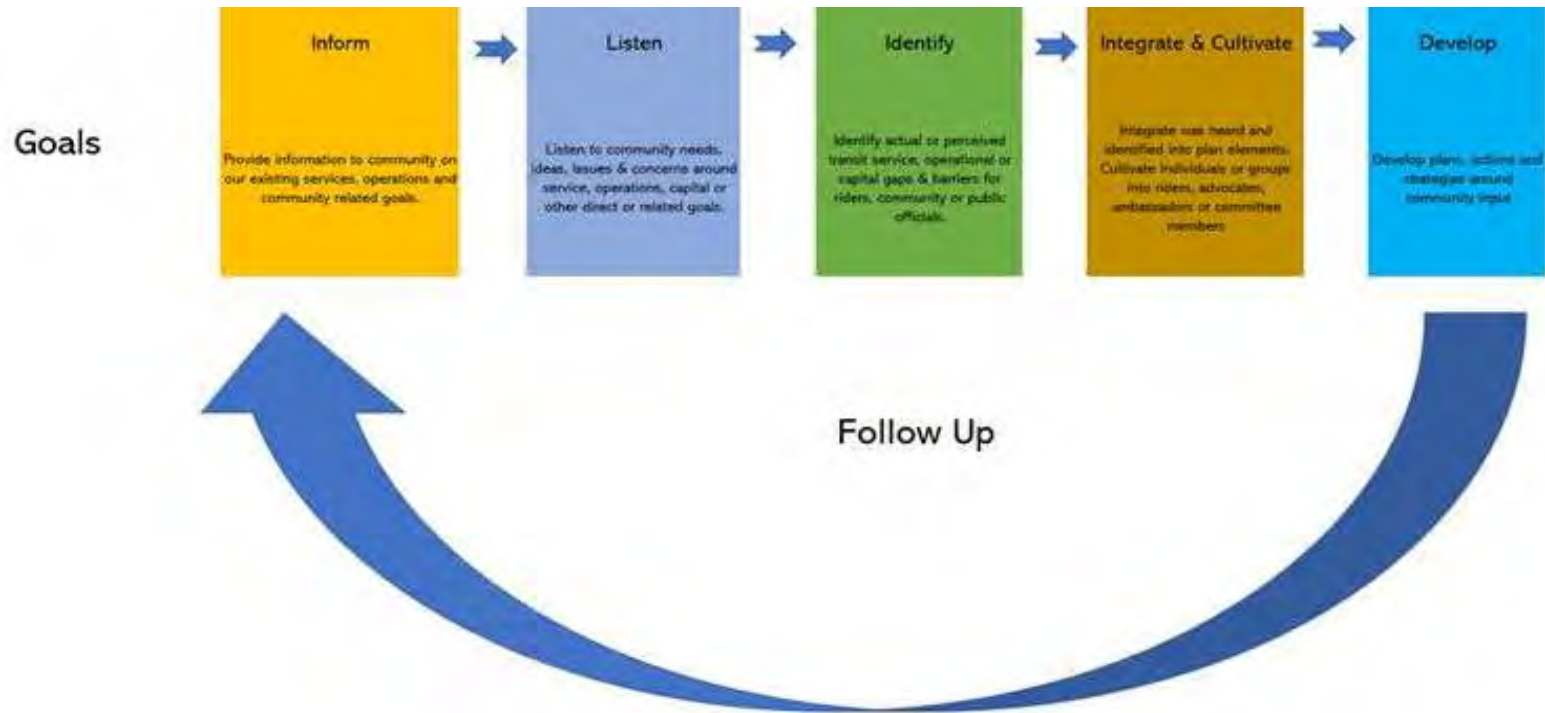 Goals
Inform
Provide information to community on
our existing services, operations and
community related goals.
Listen
Listen to community needs,
ideas, issues & concerns around
service, operations, capital or
other direct or related goals.
Identify
Identify actual or perceived
transit service, operational or
capital gaps & barriers for
riders, community or public
officials.
Integrate & Cultivate
Integrate was heard and
identified into plan elements.
Cultivate individuals or groups
into riders, advocates,
ambassadors or committee
members
Develop
Develop plans, actions and
strategies around
community input
Follow Up